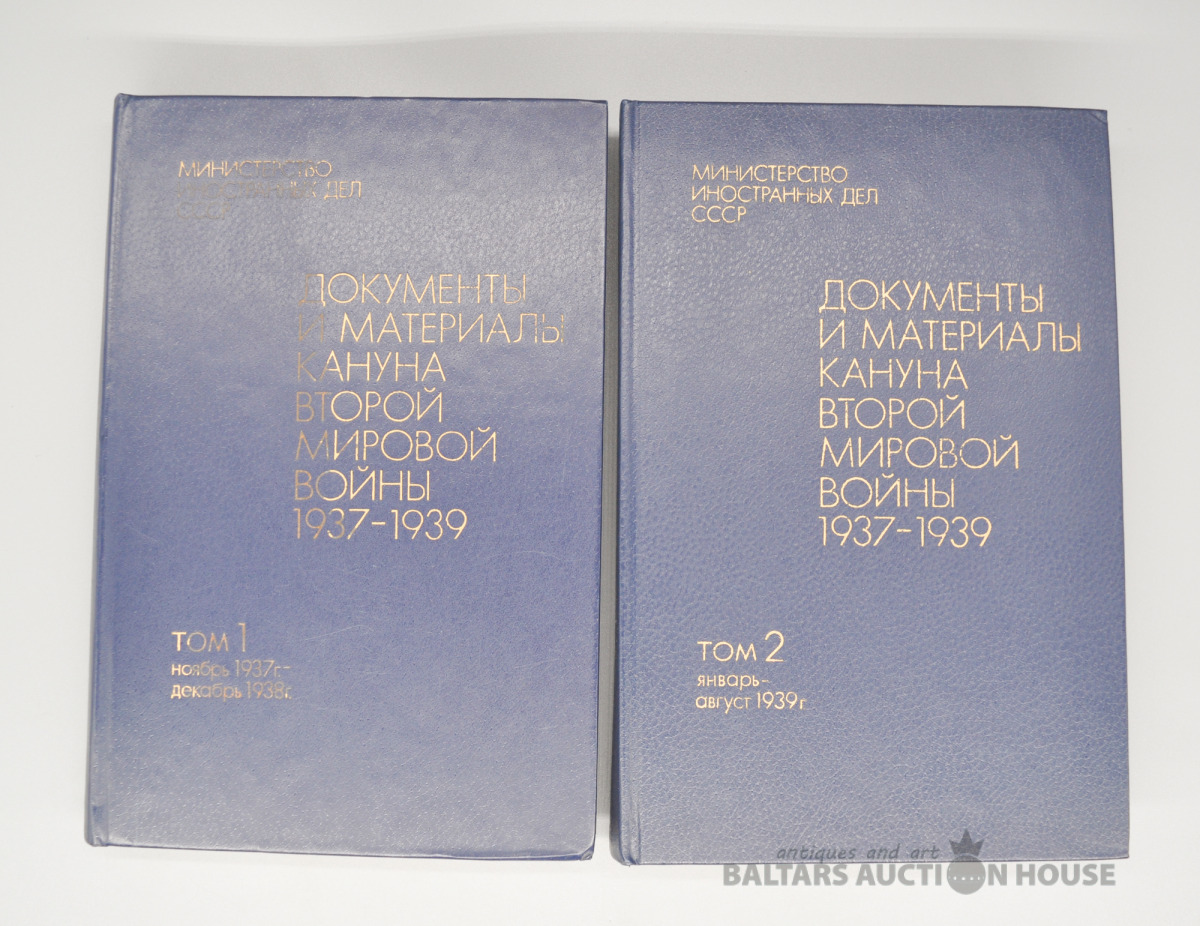 МИНИСТЕРСТВО
ИНОСТРАННЫХ ДЕЛ
СССР
ДОКУМЕНТЫ
И МАТЕРИАЛЫ
КАНУНА
ВТОРОЙ
МИРОВОЙ
ВОЙНЫ
1937-1939
ТОМ 1
ноябрь 1937г.-
декабрь 1938г.
МИНИСТЕРСТВО
ИНОСТРАННЫХ ДЕЛ
СССР
ДОКУМЕНТЫ
И МАТЕРИАЛЫ
КАНУНА
ВТОРОЙ
МИРОВОЙ
ВОЙНЫ
1937-1939
ТОМ 2
январь-
август 1939г
antiques and art
BALTARS AUCTION HOUSE